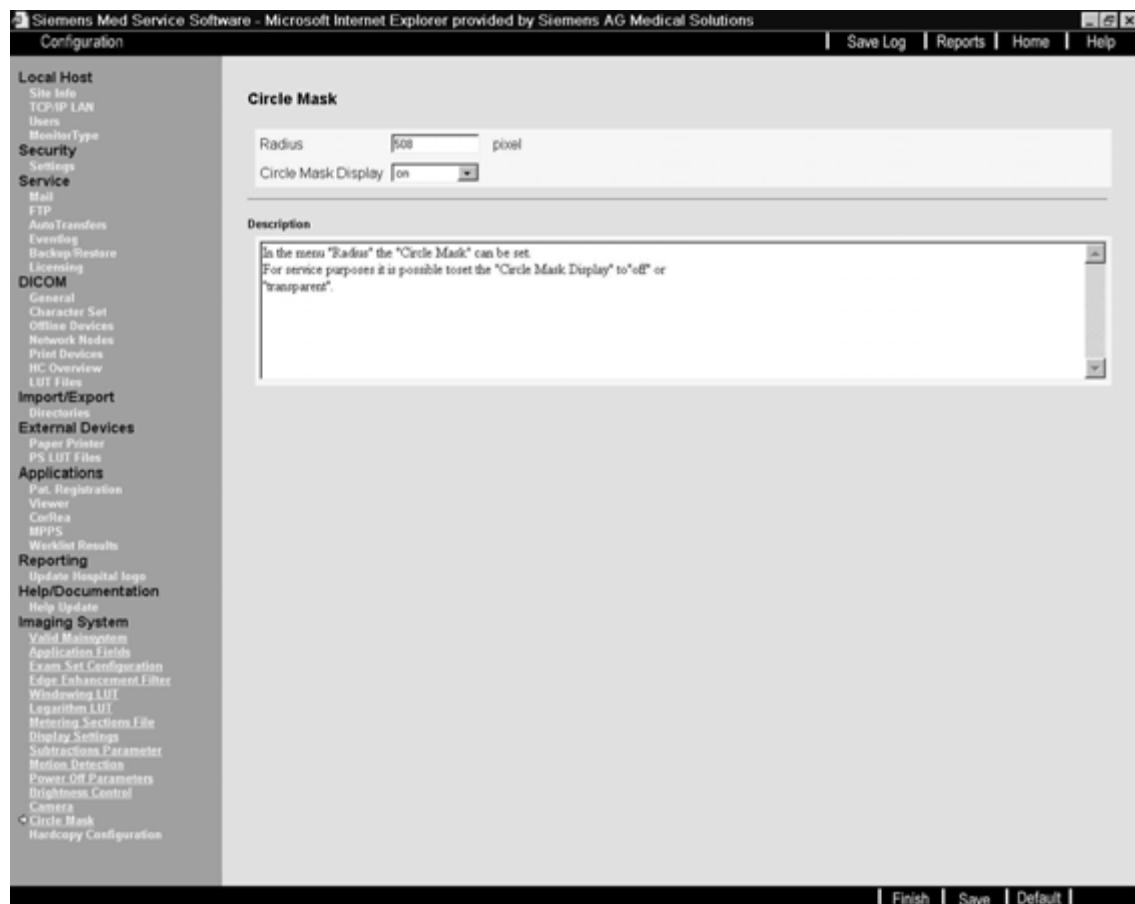 Siemens Med Service Software - Microsoft Internet Explorer provided by Siemens AG Medical Solutions
Configuration
Save Log
Reports
Home
Help
Local Host
Site Info
TCP/IP LAN
Users
MonitorType
Security
Settings
Service
Mail
FTP
AutoTransfers
Eventlog
Backup/Restore
Licensing
DICOM
General
Character Set
Offline Devices
Network Nodes
Print Devices
HC Overview
LUT Files
Import/Export
Directories
External Devices
Paper Printer
PS LUT Files
Applications
Pat. Registration
Viewer
CorRea
MPPS
Worklist Results
Reporting
Update Hospital logo
Help/Documentation
Help Update
Imaging System
Valid Mainsystem
Application Fields
Exam Set Configuration
Edge Enhancement Filter
Windowing LUT
Logarithm LUT
Metering Sections File
Display Settings
Subtractions Parameter
Motion Detection
Power Off Parameters
Brightness Control
Camera
Circle Mask
Hardcopy Configuration
Circle Mask
Radius 508 pixel
Circle Mask Display on
Description
In the menu "Radius" the "Circle Mask" can be set.
For service purposes it is possible toset the "Circle Mask Display" to"off" or
"transparent".
Finish
Save
Default